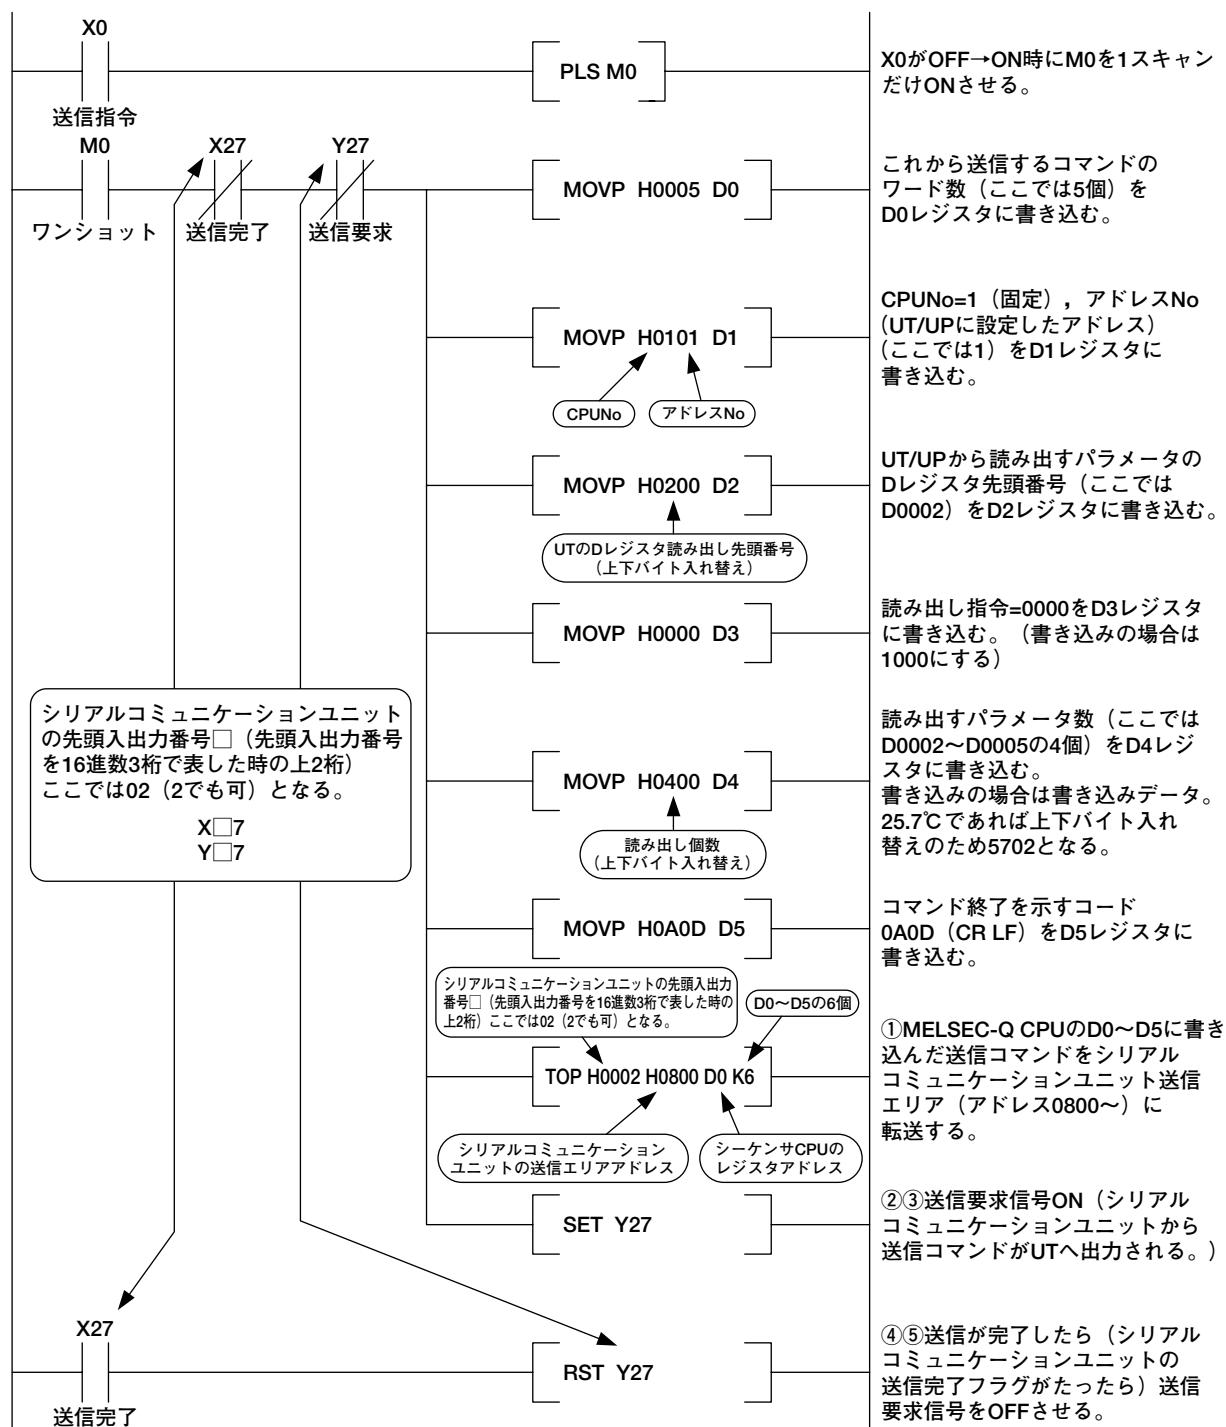 X0
PLS M0
X0がOFF→ON時にM0を1スキャン
だけONさせる。
送信指令
M0
X27
Y27
MOVP H0005 D0
これから送信するコマンドの
ワード数（ここでは5個）を
D0レジスタに書き込む。
ワンショット
送信完了
送信要求
MOVP H0101 D1
CPUNo=1（固定），アドレスNo
(UT/UPに設定したアドレス)
(ここでは1）をD1レジスタに
書き込む。
CPUNo
アドレスNo
MOVP H0200 D2
UT/UPから読み出すパラメータの
Dレジスタ先頭番号（ここでは
D0002）をD2レジスタに書き込む。
UTのDレジスタ読み出し先頭番号
（上下バイト入れ替え）
MOVP H0000 D3
読み出し指令=0000をD3レジスタ
に書き込む。（書き込みの場合は
1000にする）
シリアルコミュニケーションユニット
の先頭入出力番号□（先頭入出力番号
を16進数3桁で表した時の上2桁）
ここでは02（2でも可）となる。
X□7
Y□7
MOVP H0400 D4
読み出すパラメータ数（ここでは
D0002〜D0005の4個）をD4レジ
スタに書き込む。
書き込みの場合は書き込みデータ。
25.7℃であれば上下バイト入れ
替えのため5702となる。
読み出し個数
（上下バイト入れ替え）
MOVP H0A0D D5
コマンド終了を示すコード
0A0D（CR LF）をD5レジスタに
書き込む。
シリアルコミュニケーションユニットの先頭入出力
番号□（先頭入出力番号を16進数3桁で表した時の
上2桁）ここでは02（2でも可）となる。
D0〜D5の6個
TOP H0002 H0800 D0 K6
①MELSEC-Q CPUのD0〜D5に書き
込んだ送信コマンドをシリアル
コミュニケーションユニット送信
エリア（アドレス0800〜）に
転送する。
シリアルコミュニケーション
ユニットの送信エリアアドレス
シーケンサCPUの
レジスタアドレス
SET Y27
②③送信要求信号ON（シリアル
コミュニケーションユニットから
送信コマンドがUTへ出力される。）
X27
RST Y27
④⑤送信が完了したら（シリアル
コミュニケーションユニットの
送信完了フラグがたったら）送信
要求信号をOFFさせる。
送信完了